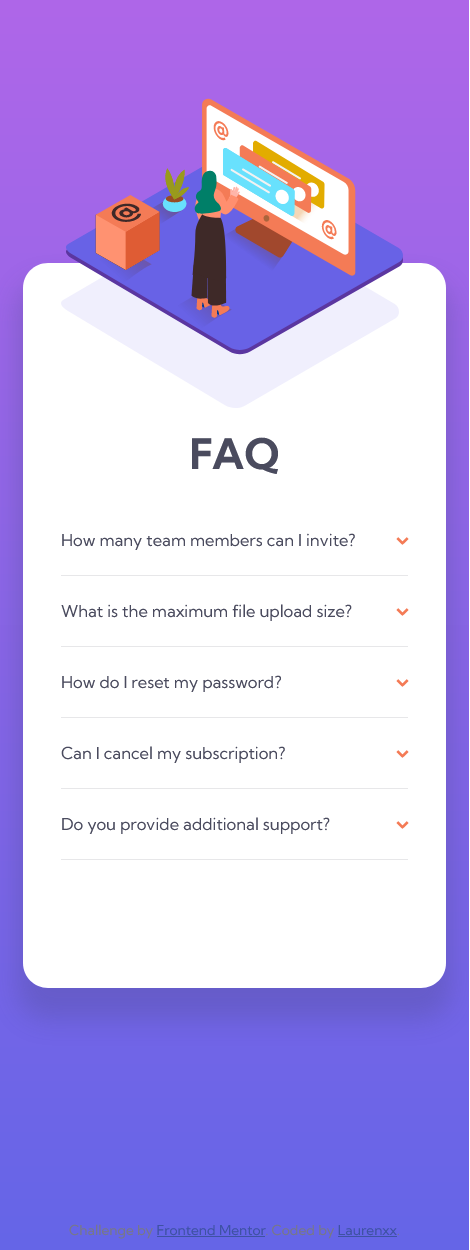 @
@
@
FAQ
How many team members can I invite?
What is the maximum file upload size?
How do I reset my password?
Can I cancel my subscription?
Do you provide additional support?
Challenge by Frontend Mentor. Coded by Laurenxx.